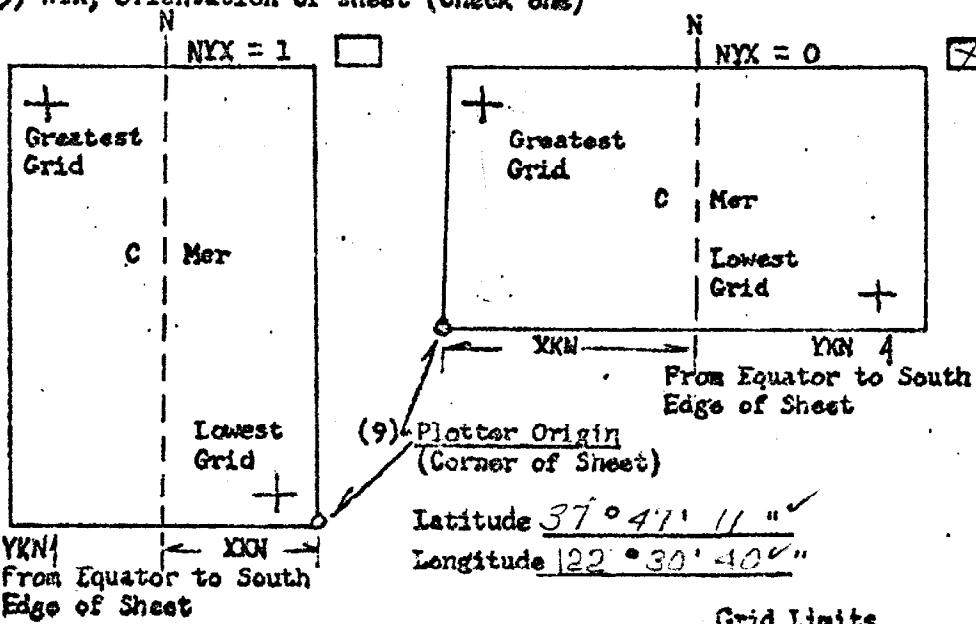 NYX, Orientation of Sheet (Check one)
N
NYX = 1
Greatest
Grid
C Mer
Lowest
Grid
YKN
XKN
From Equator to South
Edge of Sheet
N
NYX = 0
Greatest
Grid
C Mer
Lowest
Grid
XKN
YKN
From Equator to South
Edge of Sheet
(9) Plotter Origin
(Corner of Sheet)
Latitude 37° 47' 11 "
Longitude 122° 30' 40 "
Grid Limits